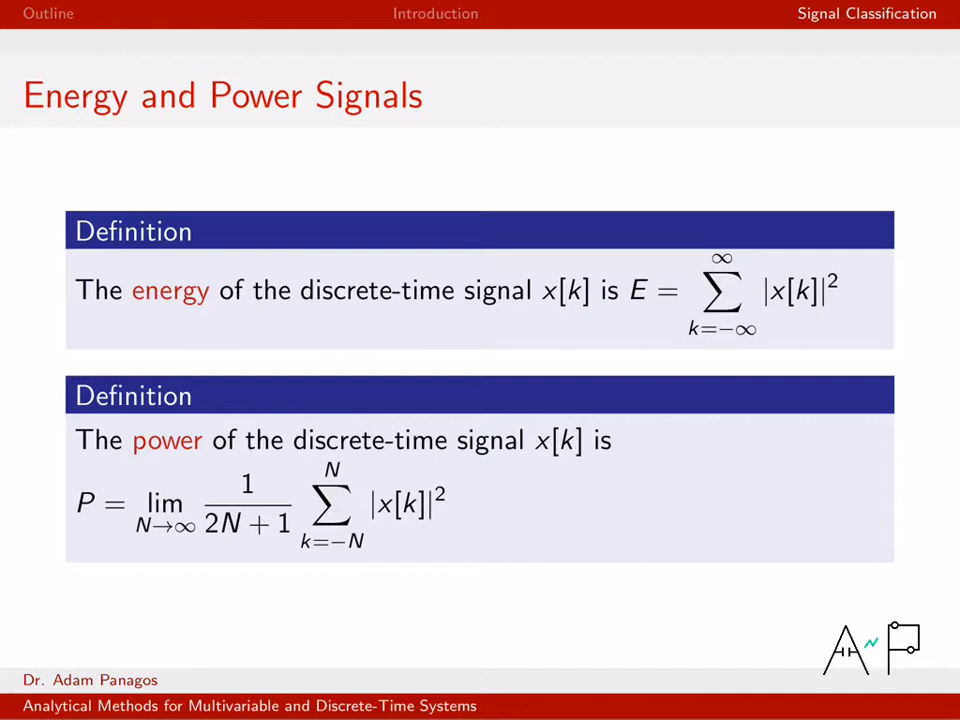 Outline Introduction Signal Classification
Energy and Power Signals
Definition
The energy of the discrete-time signal x[k] is E = ∑_{k=−∞}^{∞} |x[k]|²
Definition
The power of the discrete-time signal x[k] is
P = lim_{N→∞} \frac{1}{2N + 1} ∑_{k=−N}^{N} |x[k]|²
AP
Dr. Adam Panagos
Analytical Methods for Multivariable and Discrete-Time Systems